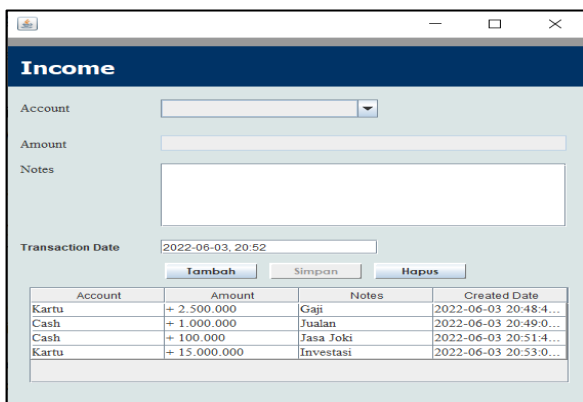 Income
Account
Amount
Notes
Transaction Date 2022-06-03, 20:52
Tambah Simpan Hapus
Account Amount Notes Created Date
Kartu + 2.500.000 Gaji 2022-06-03 20:48:4...
Cash + 1.000.000 Jualan 2022-06-03 20:49:0...
Cash + 100.000 Jasa Joki 2022-06-03 20:51:4...
Kartu + 15.000.000 Investasi 2022-06-03 20:53:0...